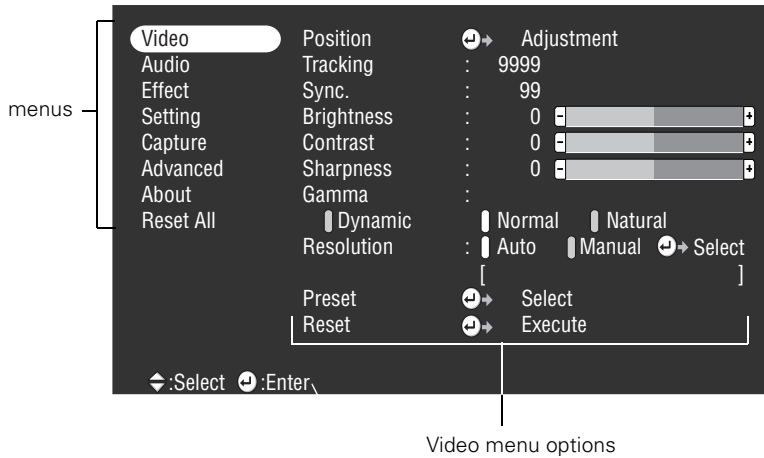 Video Position Adjustment
Audio Tracking : 9999
Effect Sync. : 99
menus
Setting Brightness : 0 - +
Capture Contrast : 0 - +
Advanced Sharpness : 0 - +
About Gamma :
Reset All Dynamic Normal Natural
Resolution : Auto Manual Select
[ ]
Preset Select
Reset Execute
:Select :Enter
Video menu options